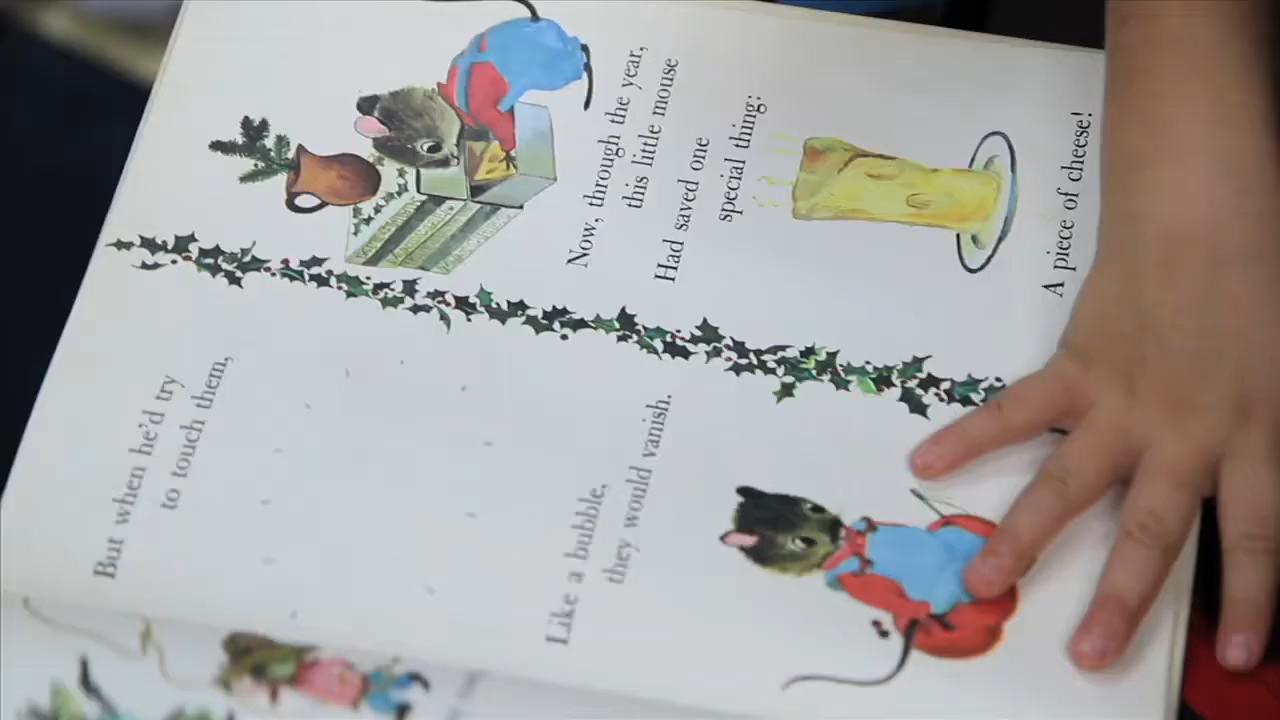 But when he'd try
to touch them,
Like a bubble,
they would vanish.
Now, through the year,
this little mouse
Had saved one
special thing:
A piece of cheese!